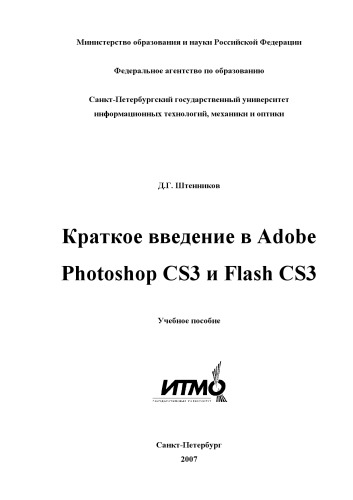 Министерство образования и науки Российской Федерации
Федеральное агентство по образованию
Санкт-Петербургский государственный университет
информационных технологий, механики и оптики
Д.Г. Штенников
Краткое введение в Adobe
Photoshop CS3 и Flash CS3
Учебное пособие
ИТМО
Санкт-Петербург
2007